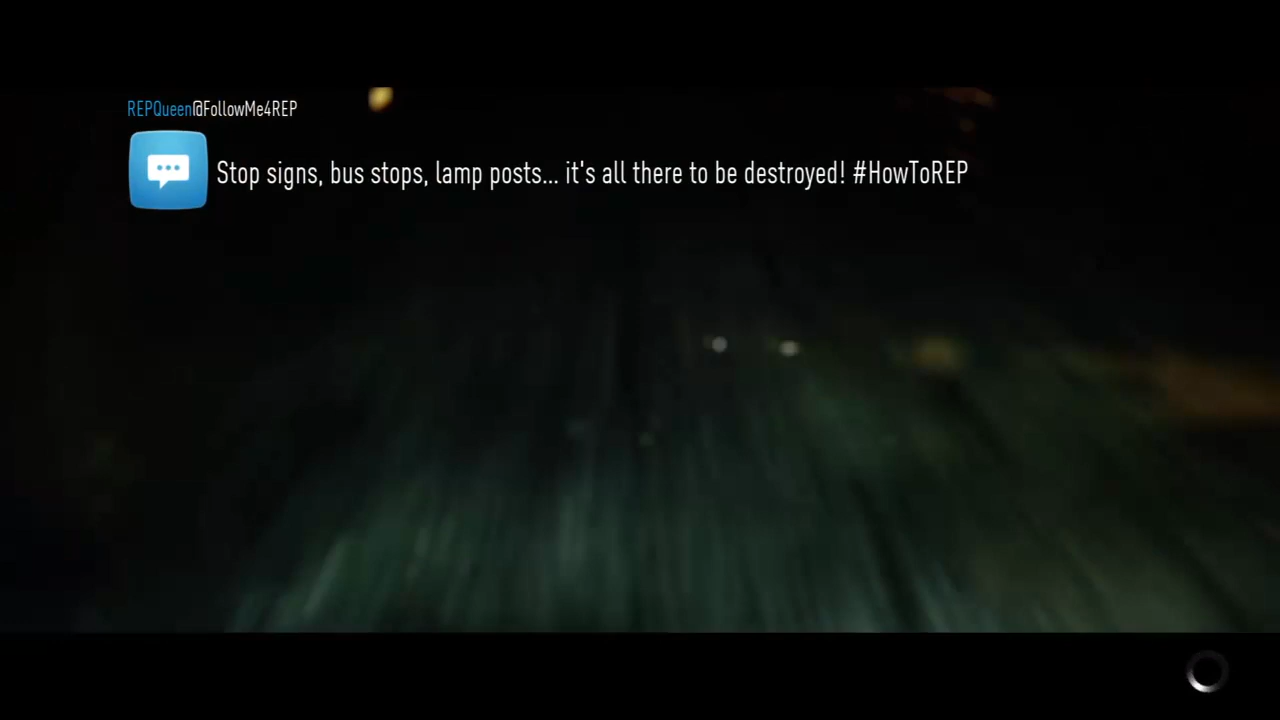 REPQueen@FollowMe4REP
Stop signs, bus stops, lamp posts... it's all there to be destroyed! #HowToREP